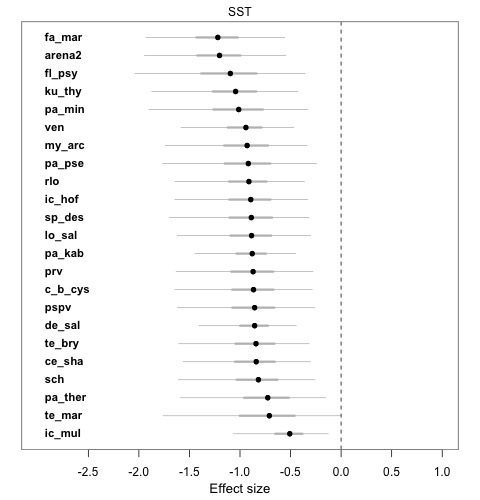 SST
fa_mar
arena2
fl_psy
ku_thy
pa_min
ven
my_arc
pa_pse
rlo
ic_hof
sp_des
lo_sal
pa_kab
prv
c_b_cys
pspv
de_sal
te_bry
ce_sha
sch
pa_ther
te_mar
ic_mul
-2.5 -2.0 -1.5 -1.0 -0.5 0.0 0.5 1.0
Effect size